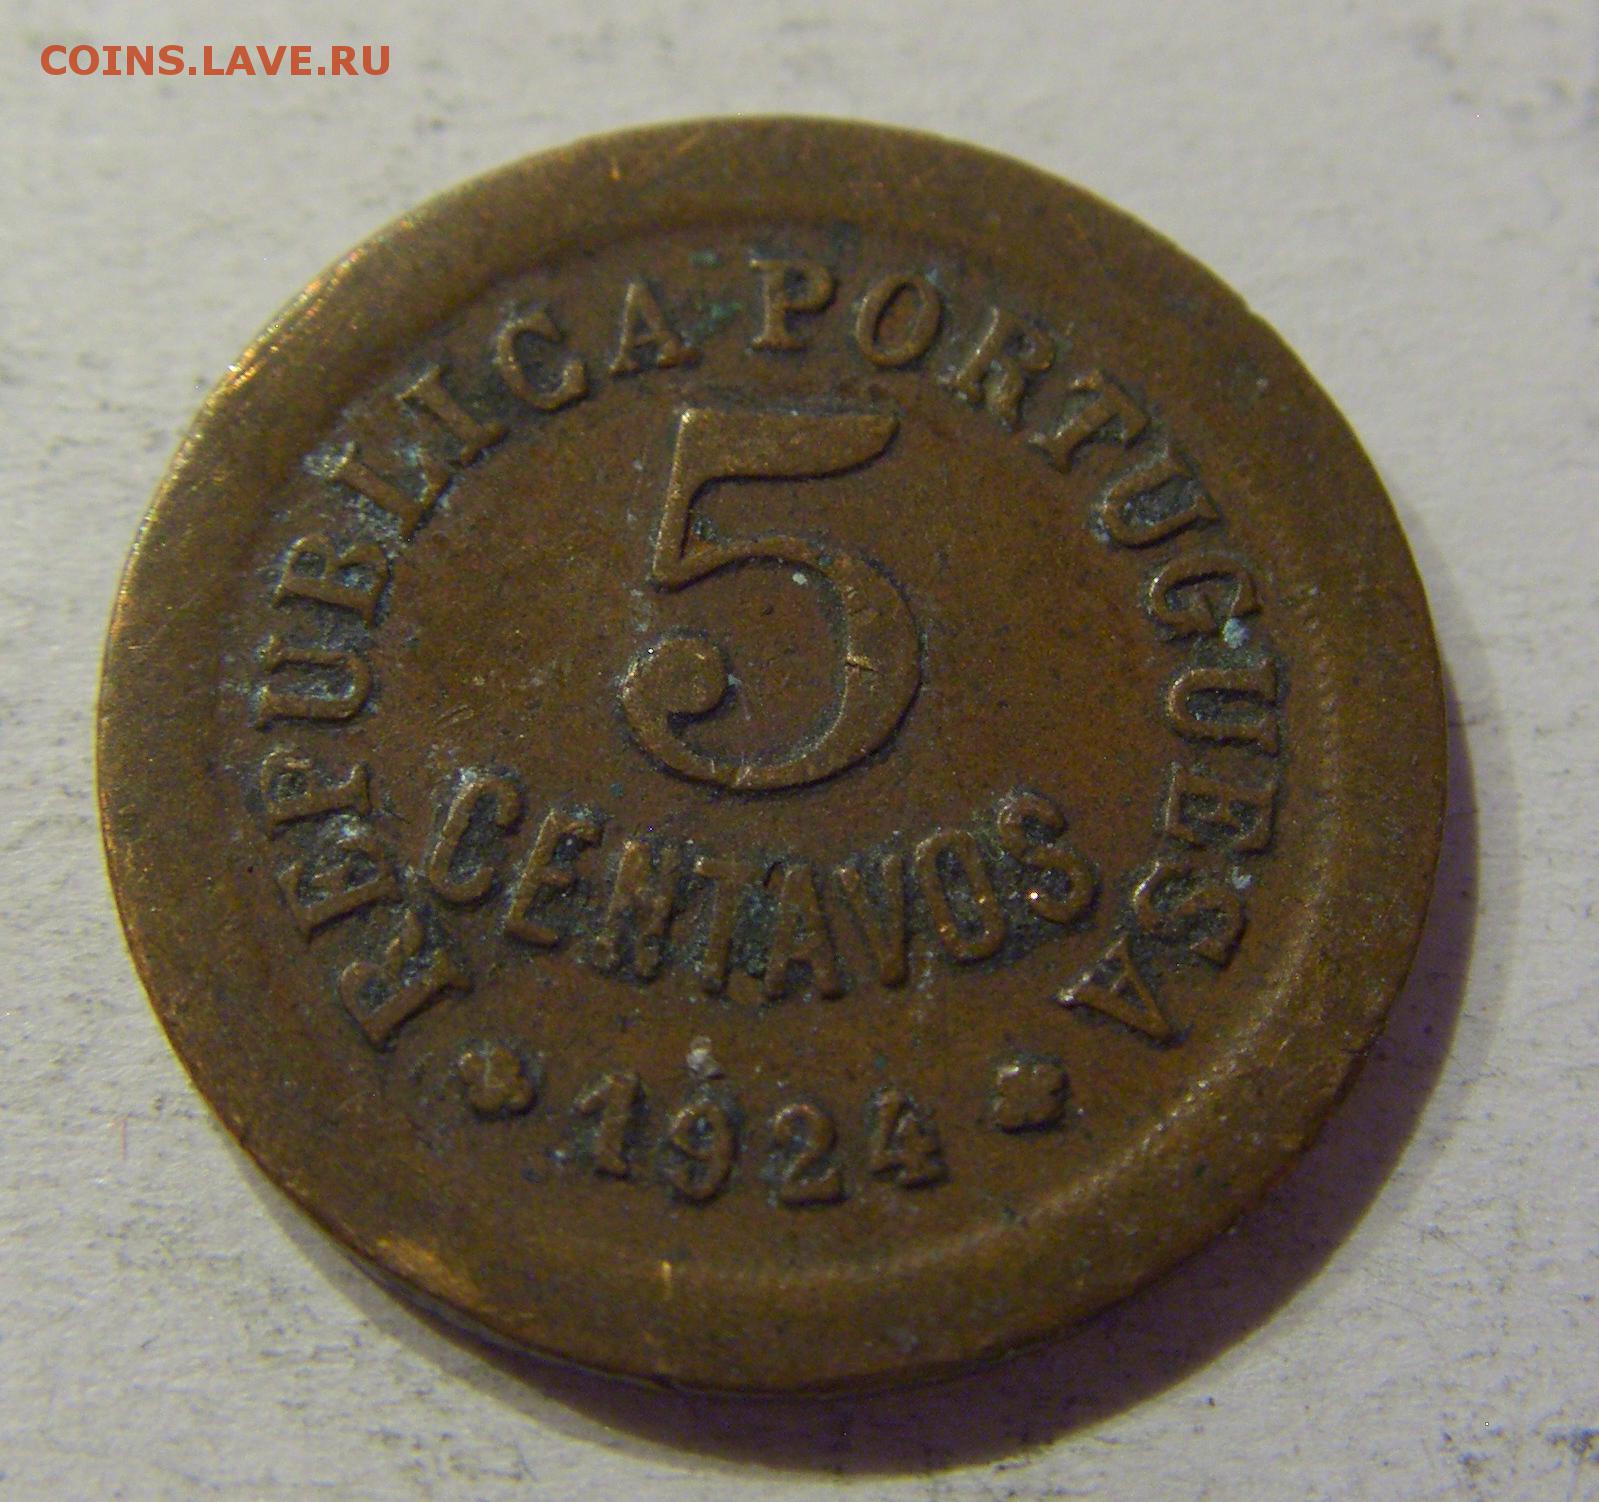 COINS.LAVE.RU
REPUBLICA PORTUGUESA
5
CENTAVOS
1924